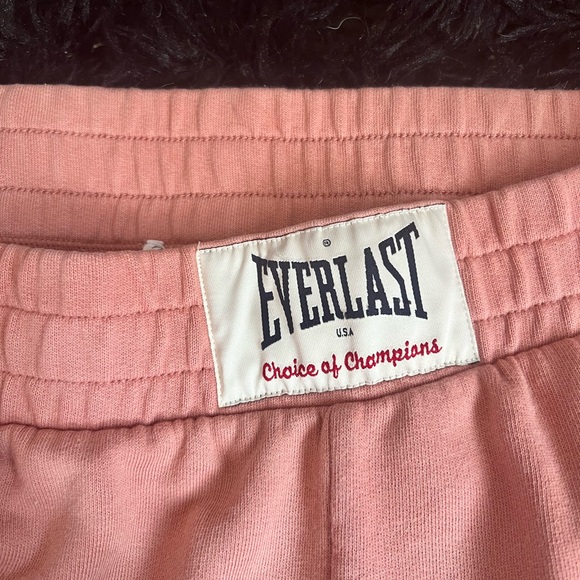 ®
EVERLAST
U.S.A
Choice of Champions